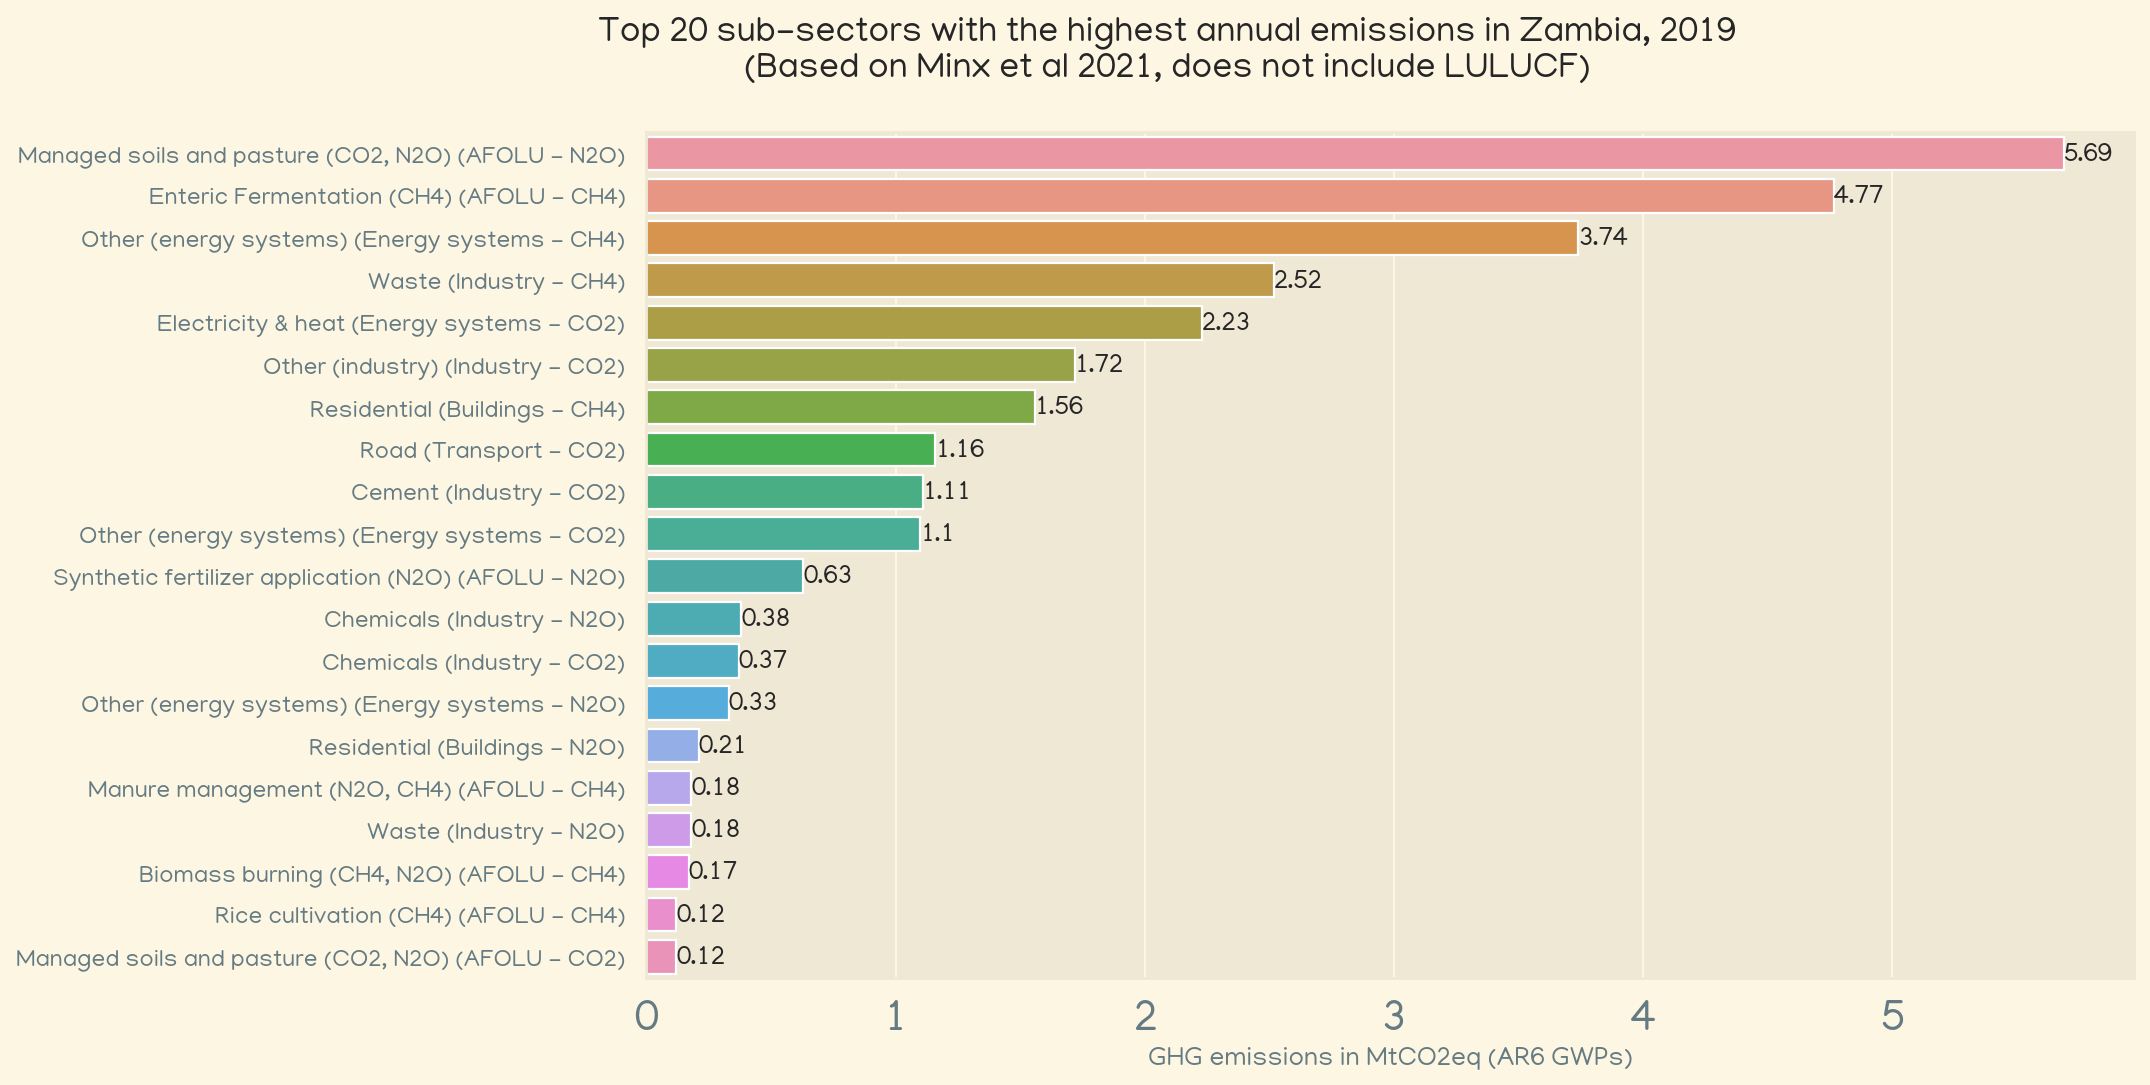 Top 20 sub-sectors with the highest annual emissions in Zambia, 2019
(Based on Minx et al 2021, does not include LULUCF)
Managed soils and pasture (CO2, N2O) (AFOLU - N2O) 5.69
Enteric Fermentation (CH4) (AFOLU - CH4) 4.77
Other (energy systems) (Energy systems - CH4) 3.74
Waste (Industry - CH4) 2.52
Electricity & heat (Energy systems - CO2) 2.23
Other (industry) (Industry - CO2) 1.72
Residential (Buildings - CH4) 1.56
Road (Transport - CO2) 1.16
Cement (Industry - CO2) 1.11
Other (energy systems) (Energy systems - CO2) 1.1
Synthetic fertilizer application (N2O) (AFOLU - N2O) 0.63
Chemicals (Industry - N2O) 0.38
Chemicals (Industry - CO2) 0.37
Other (energy systems) (Energy systems - N2O) 0.33
Residential (Buildings - N2O) 0.21
Manure management (N2O, CH4) (AFOLU - CH4) 0.18
Waste (Industry - N2O) 0.18
Biomass burning (CH4, N2O) (AFOLU - CH4) 0.17
Rice cultivation (CH4) (AFOLU - CH4) 0.12
Managed soils and pasture (CO2, N2O) (AFOLU - CO2) 0.12
0 1 2 3 4 5
GHG emissions in MtCO2eq (AR6 GWPs)